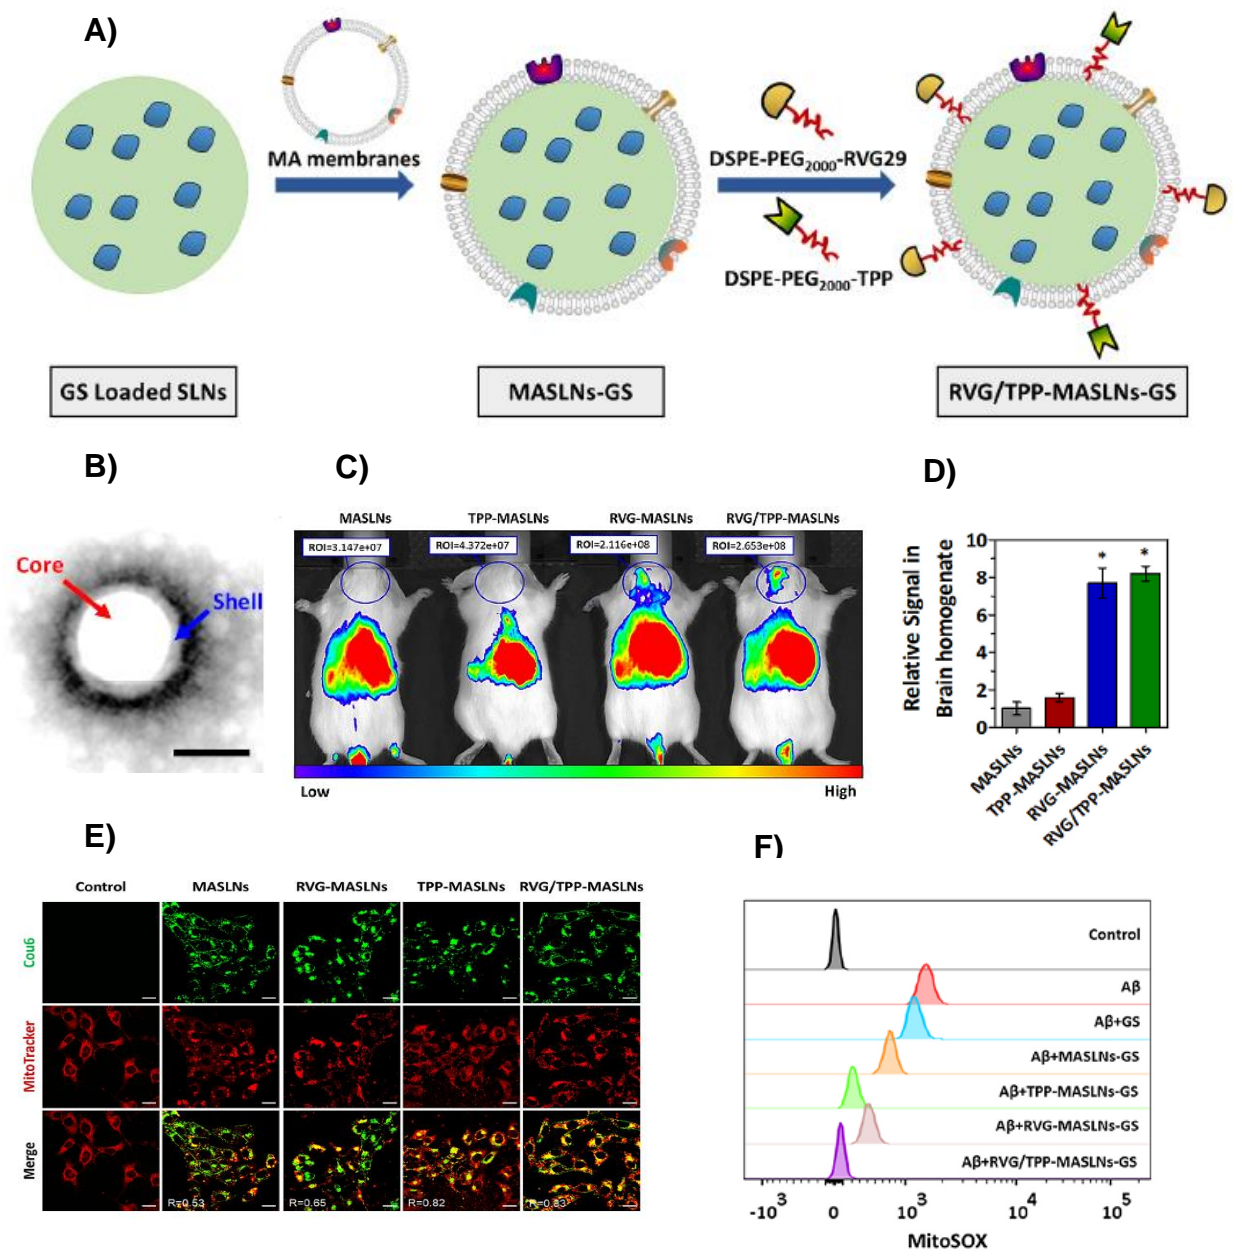 A)
MA membranes
DSPE-PEG2000-RVG29
DSPE-PEG2000-TPP
GS Loaded SLNs
MASLNs-GS
RVG/TPP-MASLNs-GS
B)
Core
Shell
C)
MASLNs
TPP-MASLNs
RVG-MASLNs
RVG/TPP-MASLNs
ROI=3.147e+07
ROI=4.372e+07
ROI=2.116e+08
ROI=2.653e+08
Low
High
D)
Relative Signal in
Brain homogenate
10
8
6
4
2
0
*
*
MASLNs
TPP-MASLNs
RVG-MASLNs
RVG/TPP-MASLNs
E)
Control
MASLNs
RVG-MASLNs
TPP-MASLNs
RVG/TPP-MASLNs
Cou6
MitoTracker
Merge
R=0.53
R=0.65
R=0.82
R=0.83
F)
Control
Aβ
Aβ+GS
Aβ+MASLNs-GS
Aβ+TPP-MASLNs-GS
Aβ+RVG-MASLNs-GS
Aβ+RVG/TPP-MASLNs-GS
-10³
0
10³
10⁴
10⁵
MitoSOX